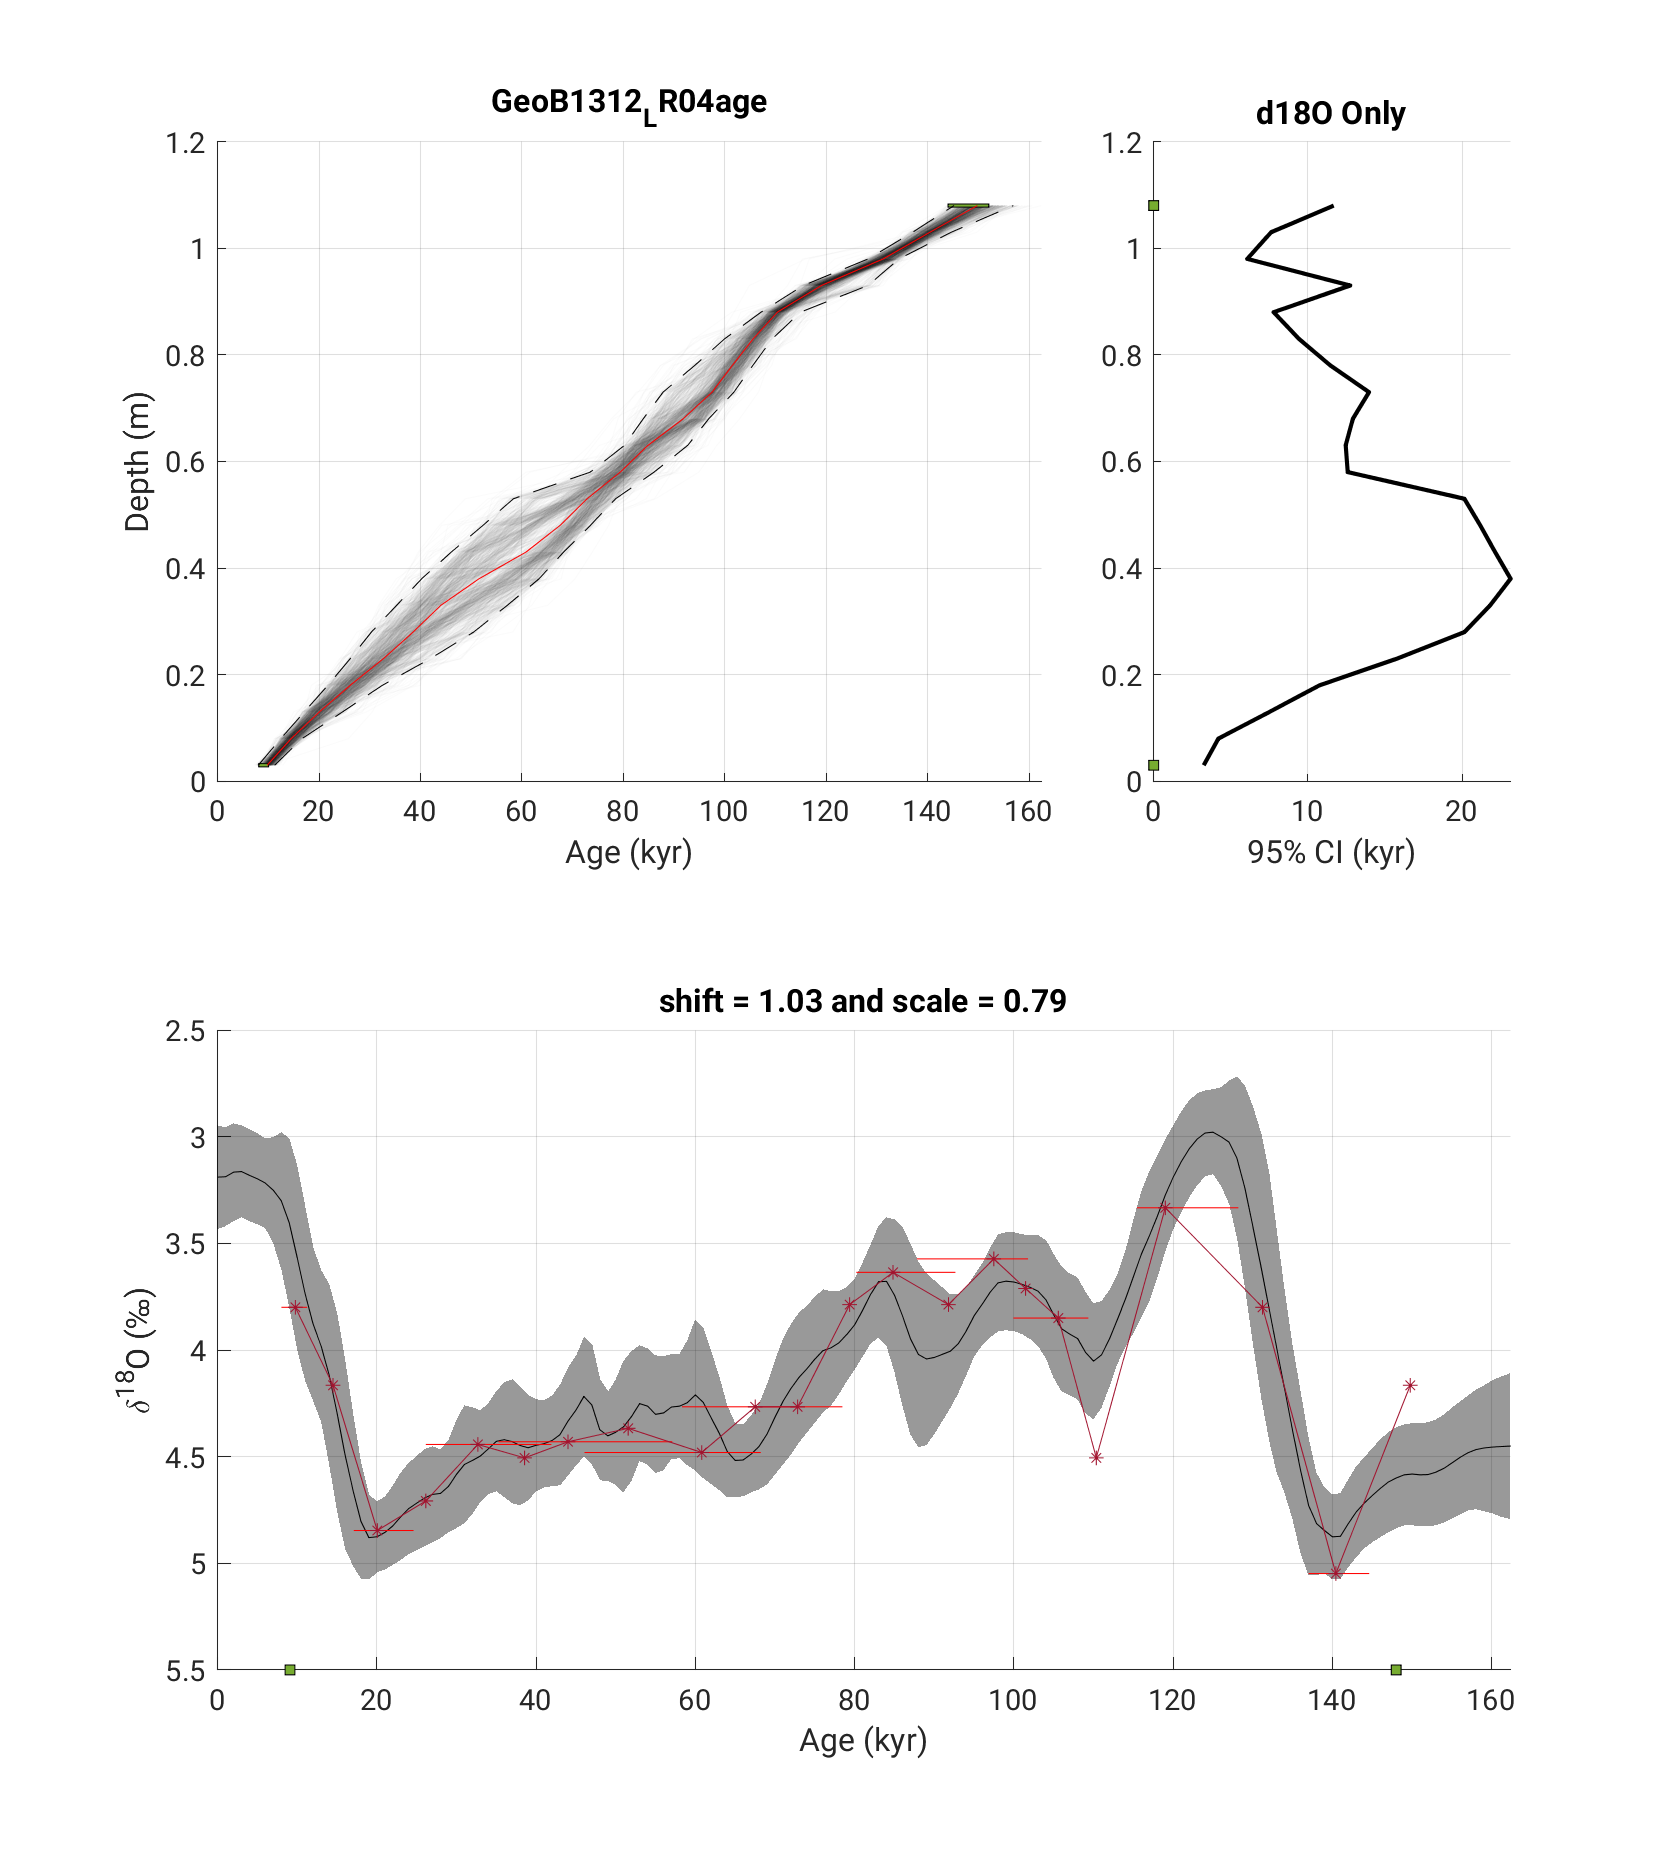 GeoB1312_L R04age
1.2
1
0.8
0.6
0.4
0.2
0
Depth (m)
0 20 40 60 80 100 120 140 160
Age (kyr)
d18O Only
1.2
1
0.8
0.6
0.4
0.2
0
0 10 20
95% CI (kyr)
shift = 1.03 and scale = 0.79
2.5
3
3.5
4
4.5
5
5.5
δ¹⁸O (‰)
0 20 40 60 80 100 120 140 160
Age (kyr)